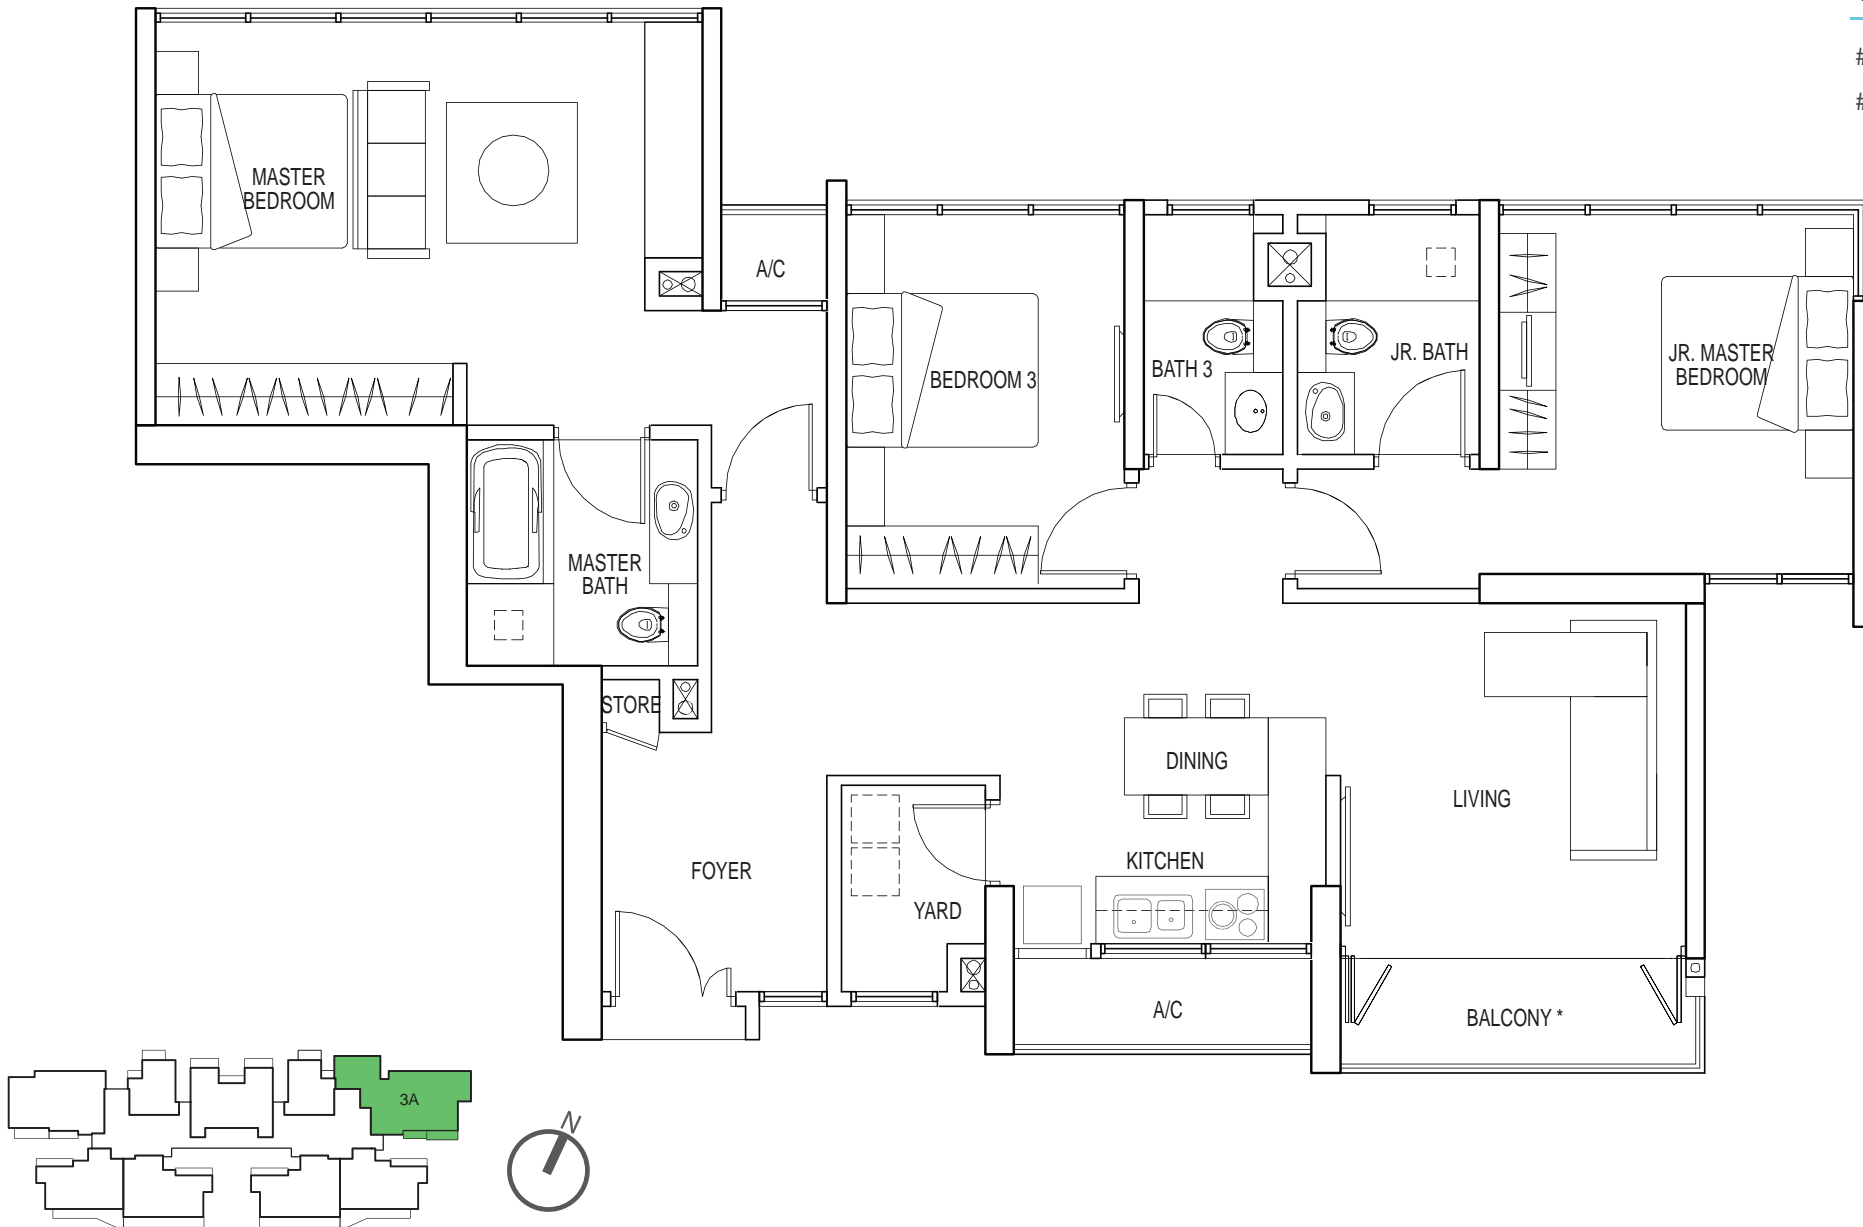 #
#
MASTER
BEDROOM
A/C
BEDROOM 3
BATH 3
JR. BATH
JR. MASTER
BEDROOM
MASTER
BATH
STORE
DINING
LIVING
KITCHEN
FOYER
YARD
A/C
BALCONY *
3A
N